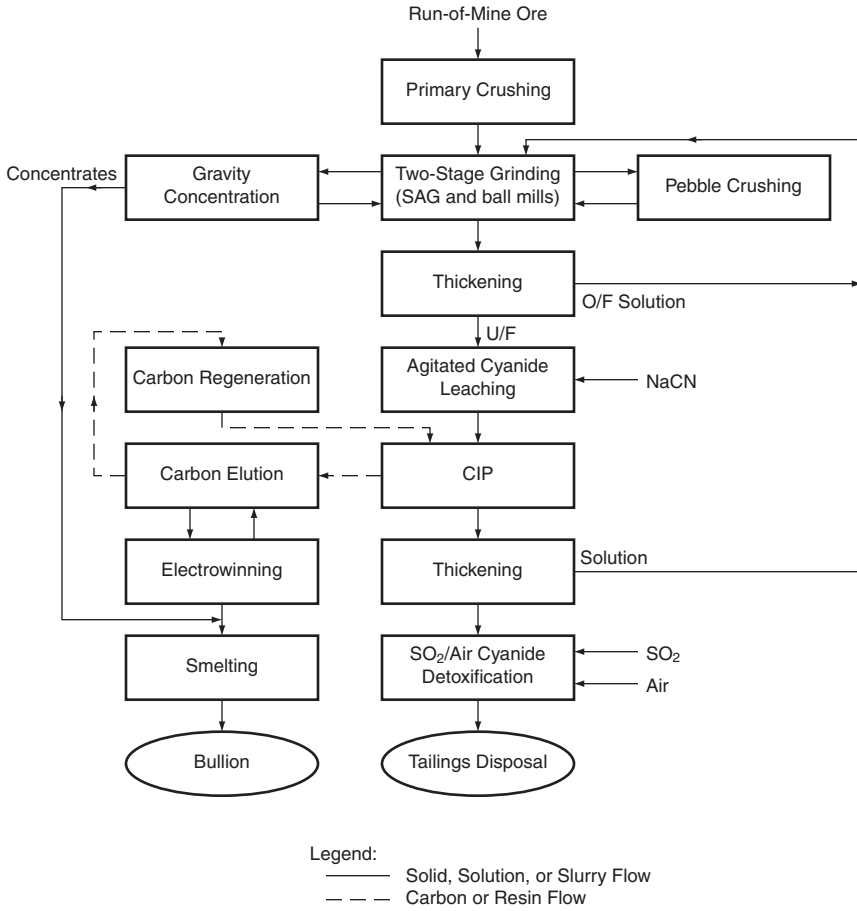 Run-of-Mine Ore
Primary Crushing
Concentrates
Gravity
Concentration
Two-Stage Grinding
(SAG and ball mills)
Pebble Crushing
Thickening
O/F Solution
U/F
Carbon Regeneration
Agitated Cyanide
Leaching
NaCN
Carbon Elution
CIP
Electrowinning
Thickening
Solution
Smelting
SO₂/Air Cyanide
Detoxification
SO₂
Air
Bullion
Tailings Disposal
Legend:
Solid, Solution, or Slurry Flow
Carbon or Resin Flow